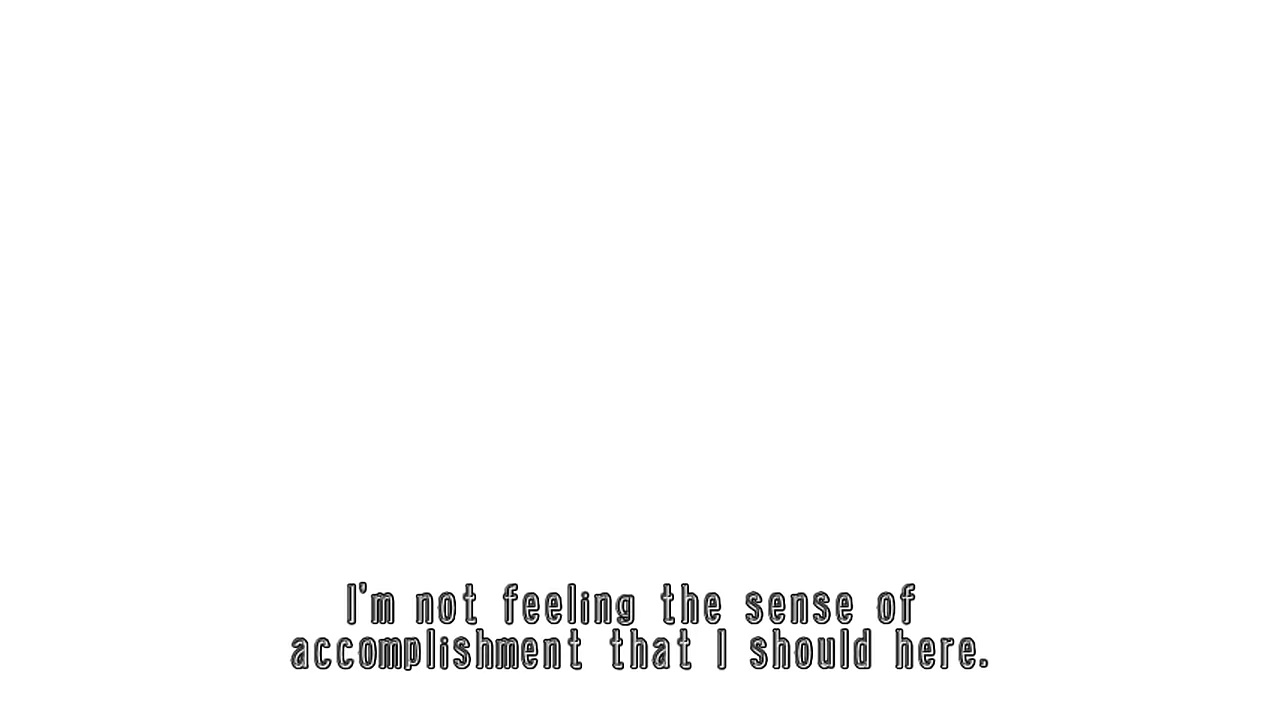 I'm not feeling the sense of
accomplishment that I should here.